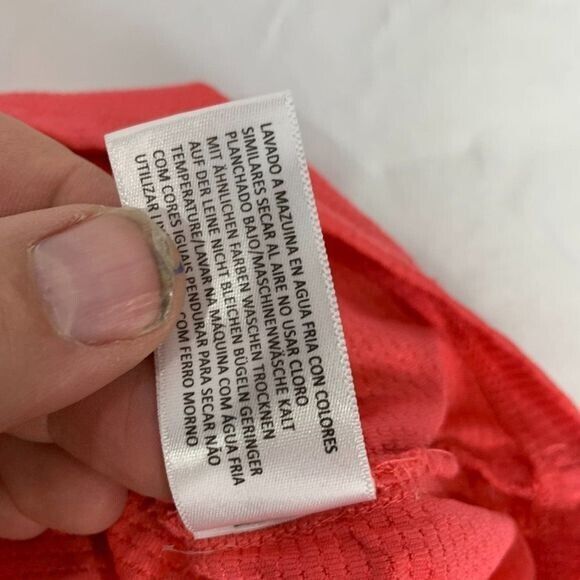 LAVADO A MAZUINA EN AGUA FRIA CON COLORES
SIMILARES SECAR AL AIRE NO USAR CLORO
PLANCHADO BAJO/MASCHINENWÄSCHE KALT
MIT ÄHNLICHEN FARBEN WASCHEN TROCKNEN
AUF DER LEINE NICHT BLEICHEN BÜGELN GERINGER
TEMPERATURE/LAVAR NA MÁQUINA COM ÁGUA FRIA
COM CORES IGUAIS PENDURAR PARA SECAR NÃO
UTILIZAR COM FERRO MORNO